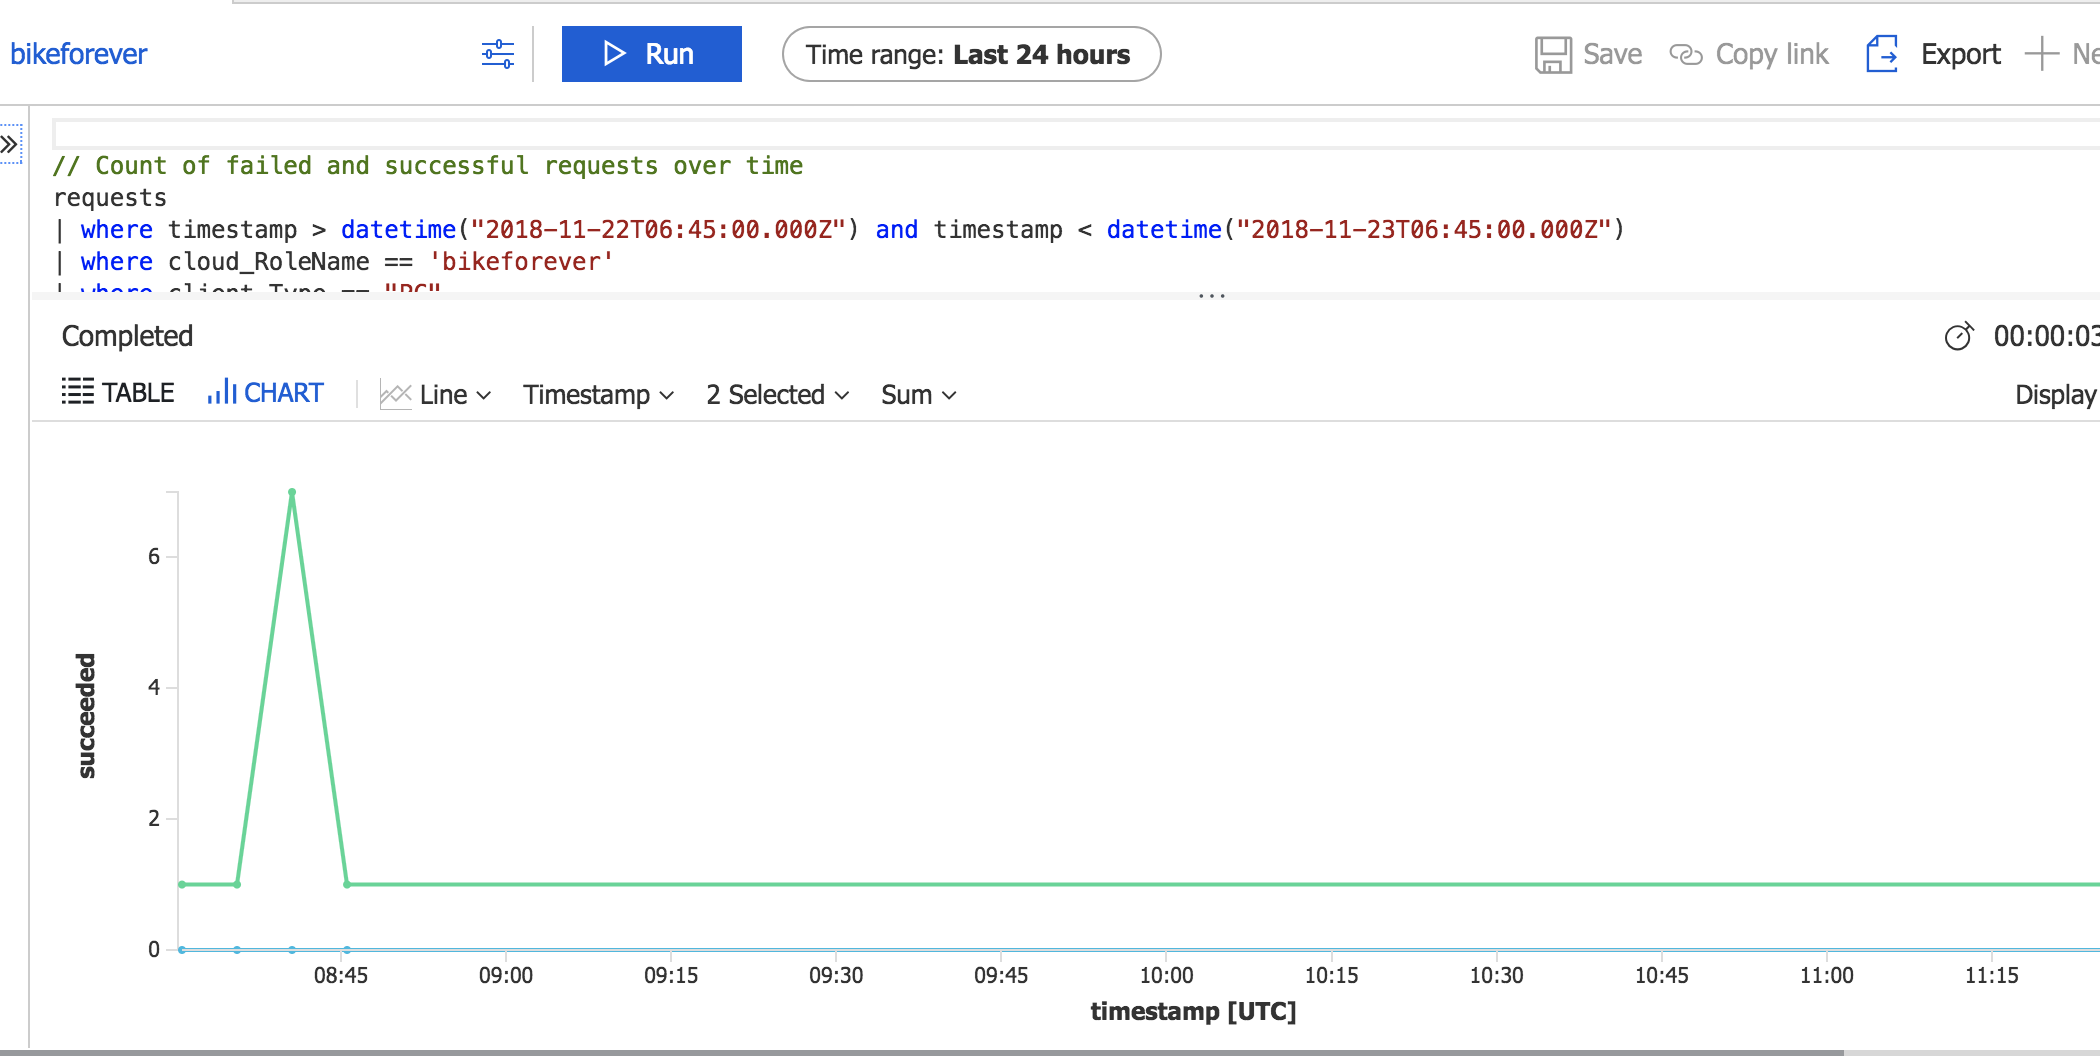 bikeforever Run Time range: Last 24 hours Save Copy link Export
// Count of failed and successful requests over time
requests
| where timestamp > datetime("2018-11-22T06:45:00.000Z") and timestamp < datetime("2018-11-23T06:45:00.000Z")
| where cloud_RoleName == 'bikeforever'
| where client_Type == "PC"
Completed 00:00:03
TABLE CHART Line Timestamp 2 Selected Sum Display
6
4
2
0
succeeded
08:45 09:00 09:15 09:30 09:45 10:00 10:15 10:30 10:45 11:00 11:15
timestamp [UTC]